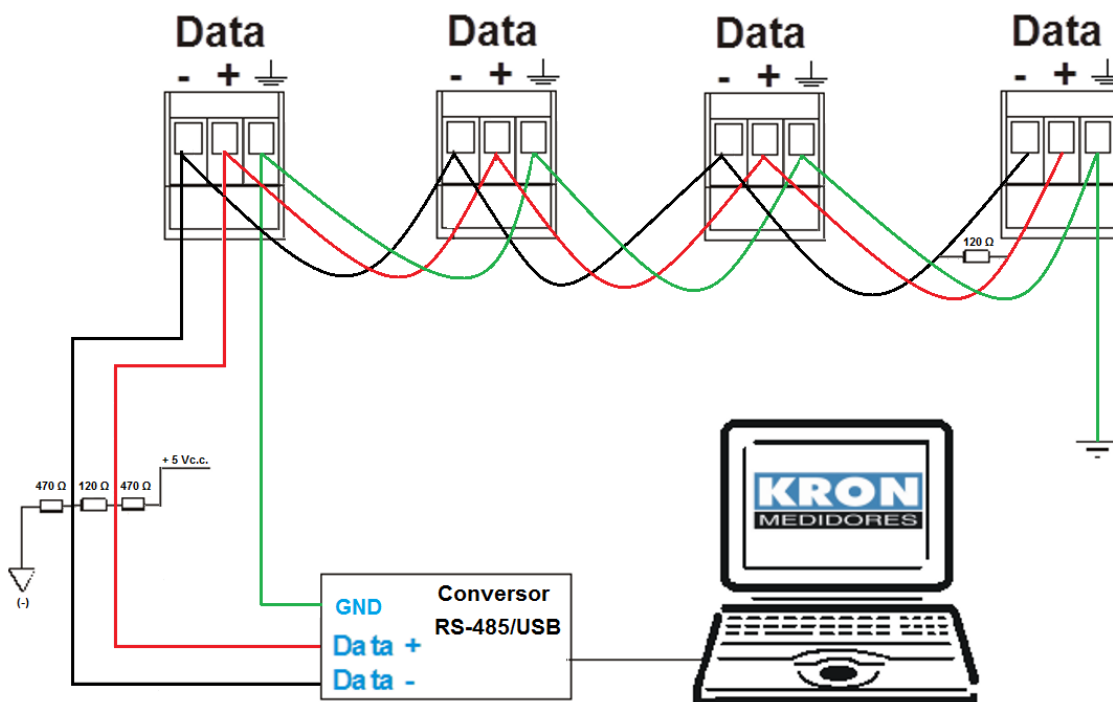 Data
- +
Data
- +
Data
- +
Data
- +
120 Ω
+ 5 Vc.c.
470 Ω 120 Ω 470 Ω
(-)
KRON
MEDIDORES
GND
Data +
Data -
Conversor
RS-485/USB